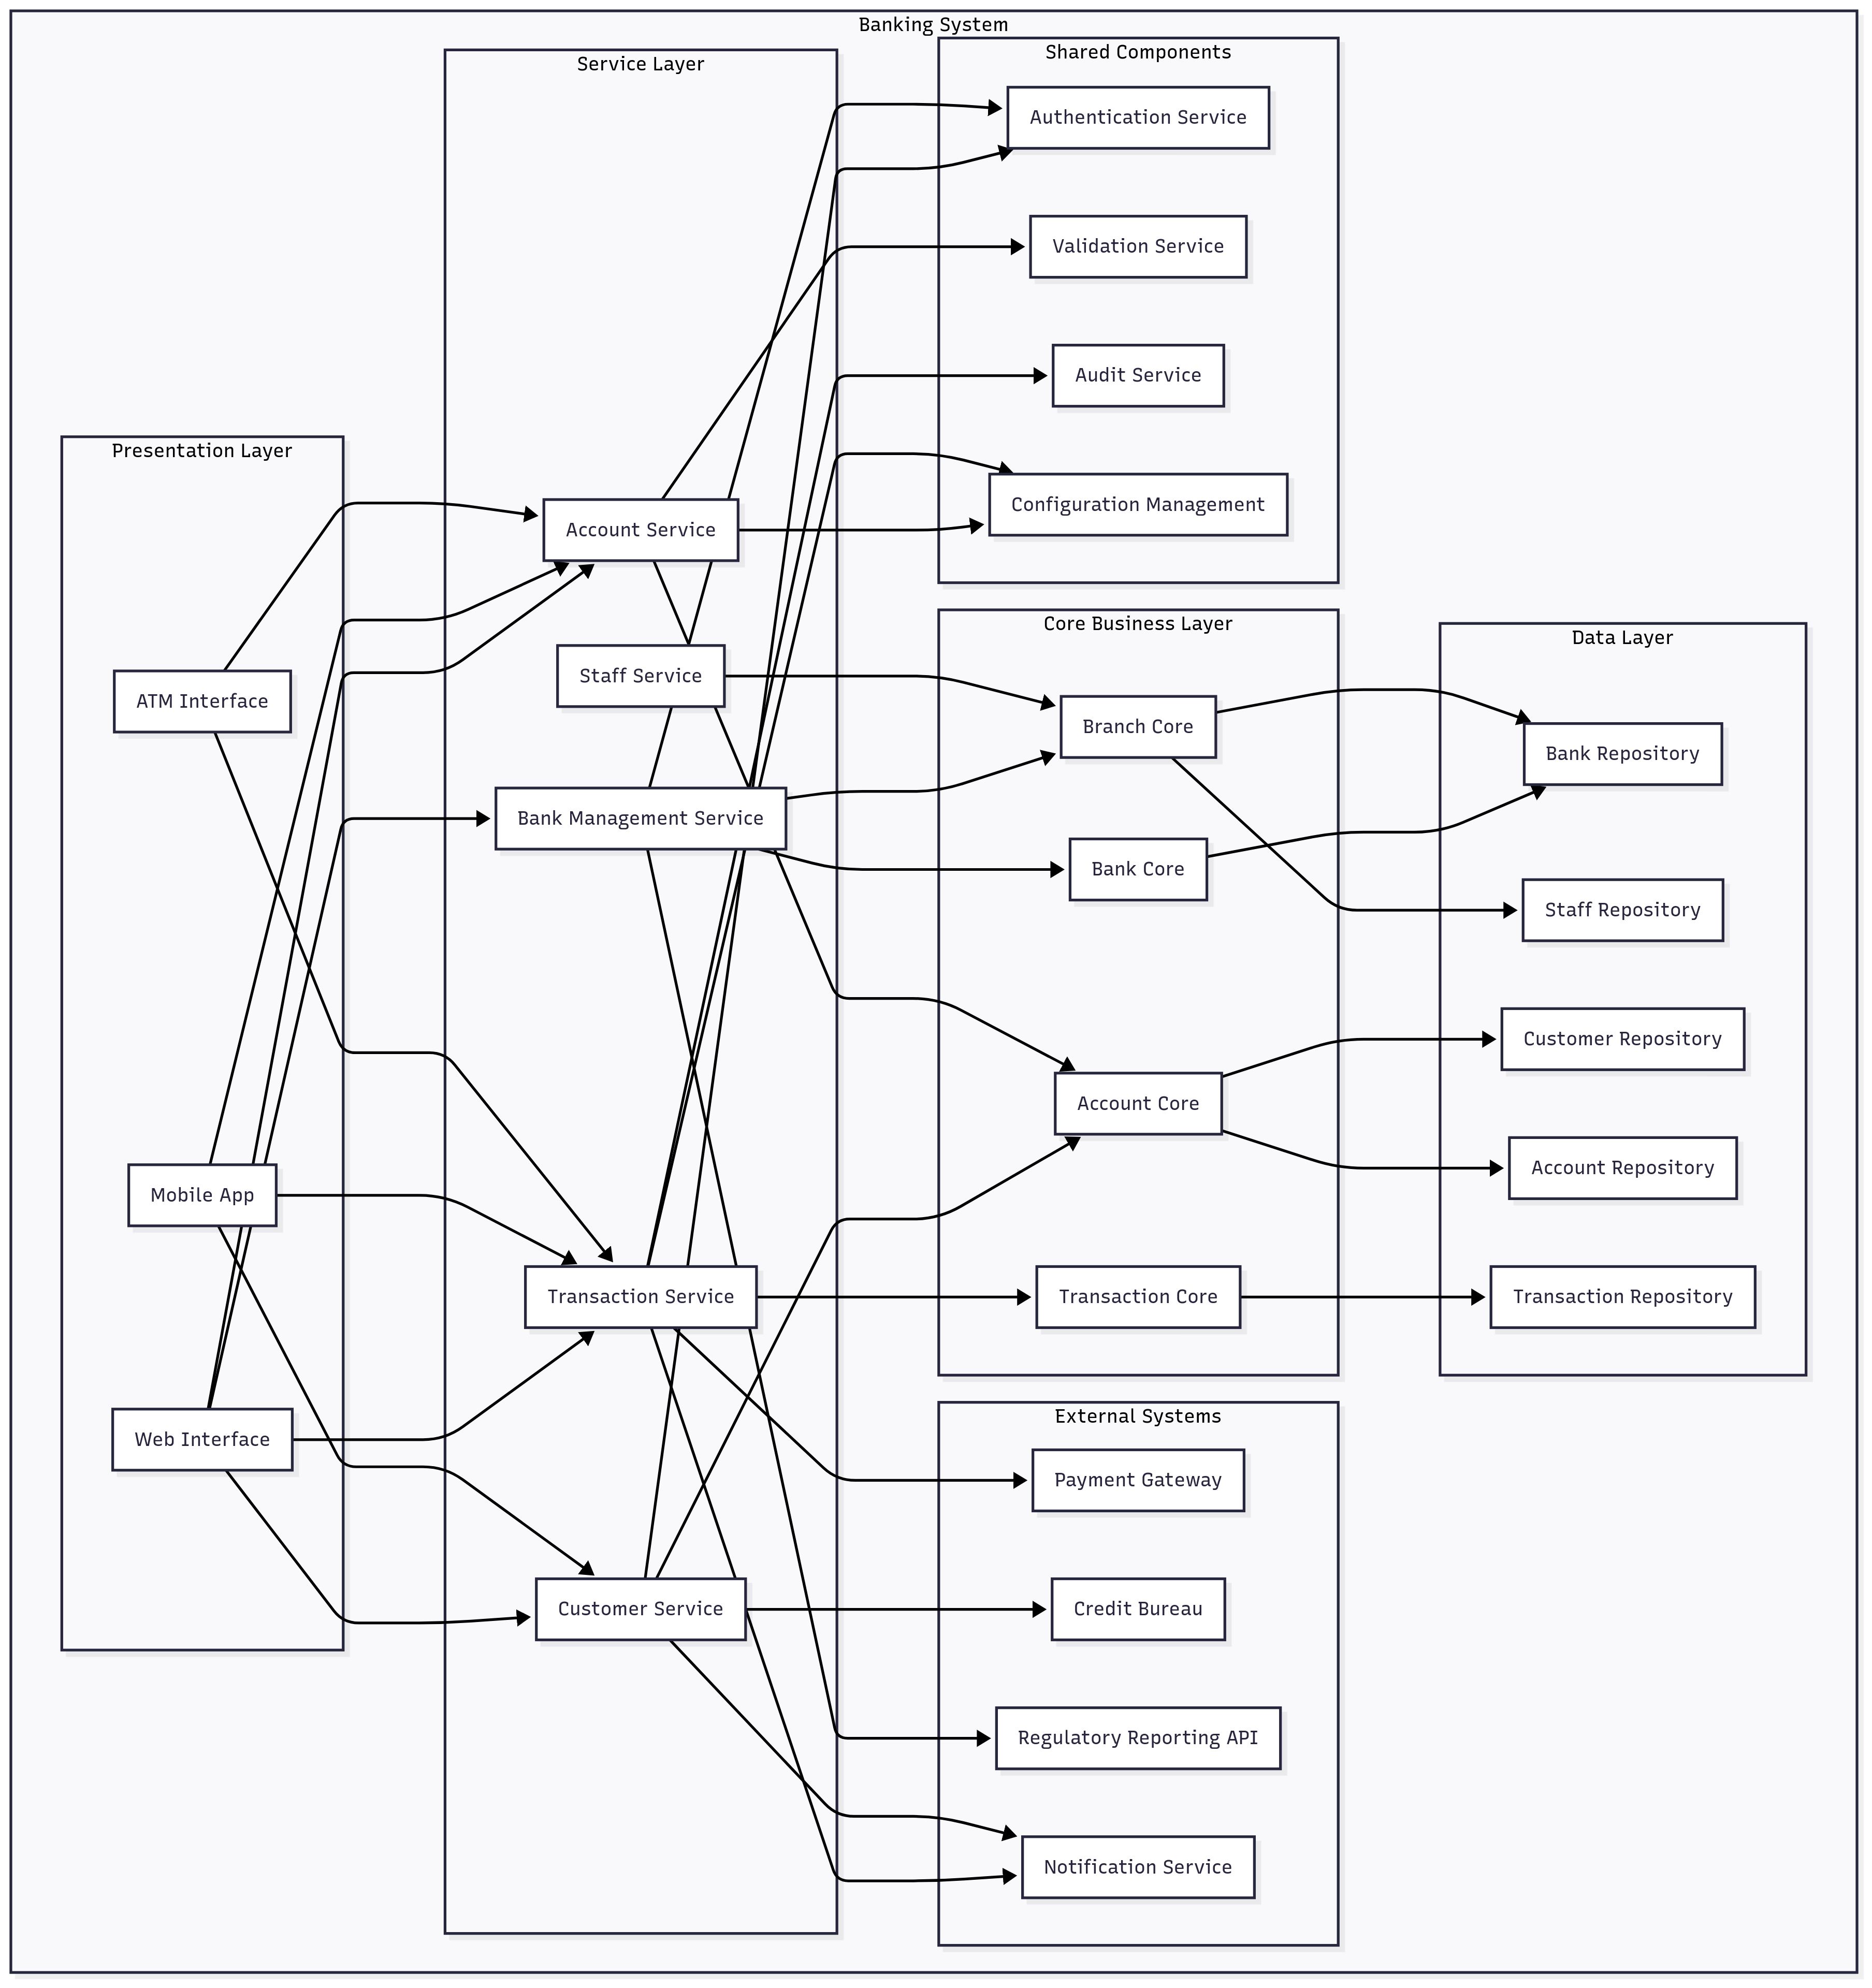 Banking System
Service Layer
Shared Components
Authentication Service
Validation Service
Audit Service
Configuration Management
Presentation Layer
Account Service
ATM Interface
Staff Service
Bank Management Service
Mobile App
Transaction Service
Web Interface
Customer Service
Core Business Layer
Branch Core
Bank Core
Account Core
Transaction Core
Data Layer
Bank Repository
Staff Repository
Customer Repository
Account Repository
Transaction Repository
External Systems
Payment Gateway
Credit Bureau
Regulatory Reporting API
Notification Service